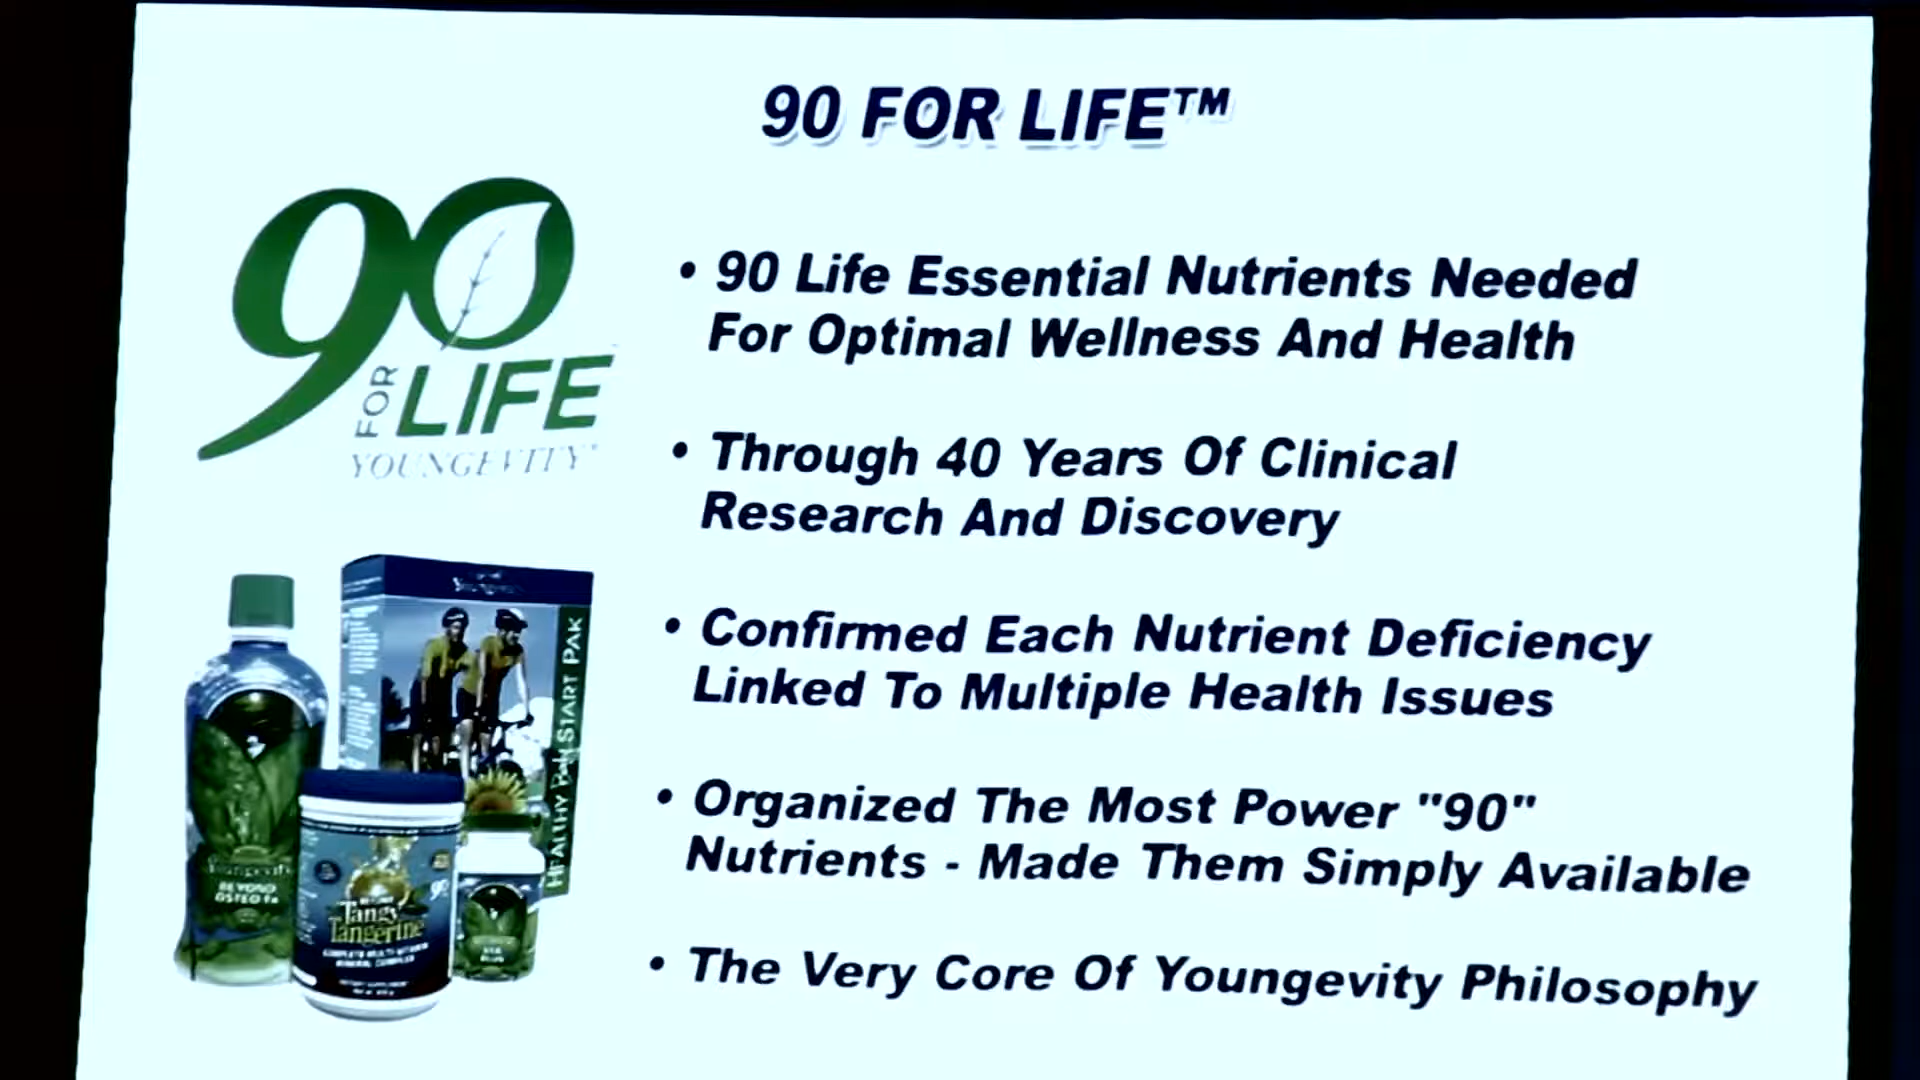 90 FOR LIFE™
90
FOR LIFE
YOUNGEVITY
• 90 Life Essential Nutrients Needed
For Optimal Wellness And Health
• Through 40 Years Of Clinical
Research And Discovery
• Confirmed Each Nutrient Deficiency
Linked To Multiple Health Issues
• Organized The Most Power "90"
Nutrients - Made Them Simply Available
• The Very Core Of Youngevity Philosophy
HEALTHY Body START PAK
Youngevity
BEYOND
OSTEO FX
Tangy
Tangerine